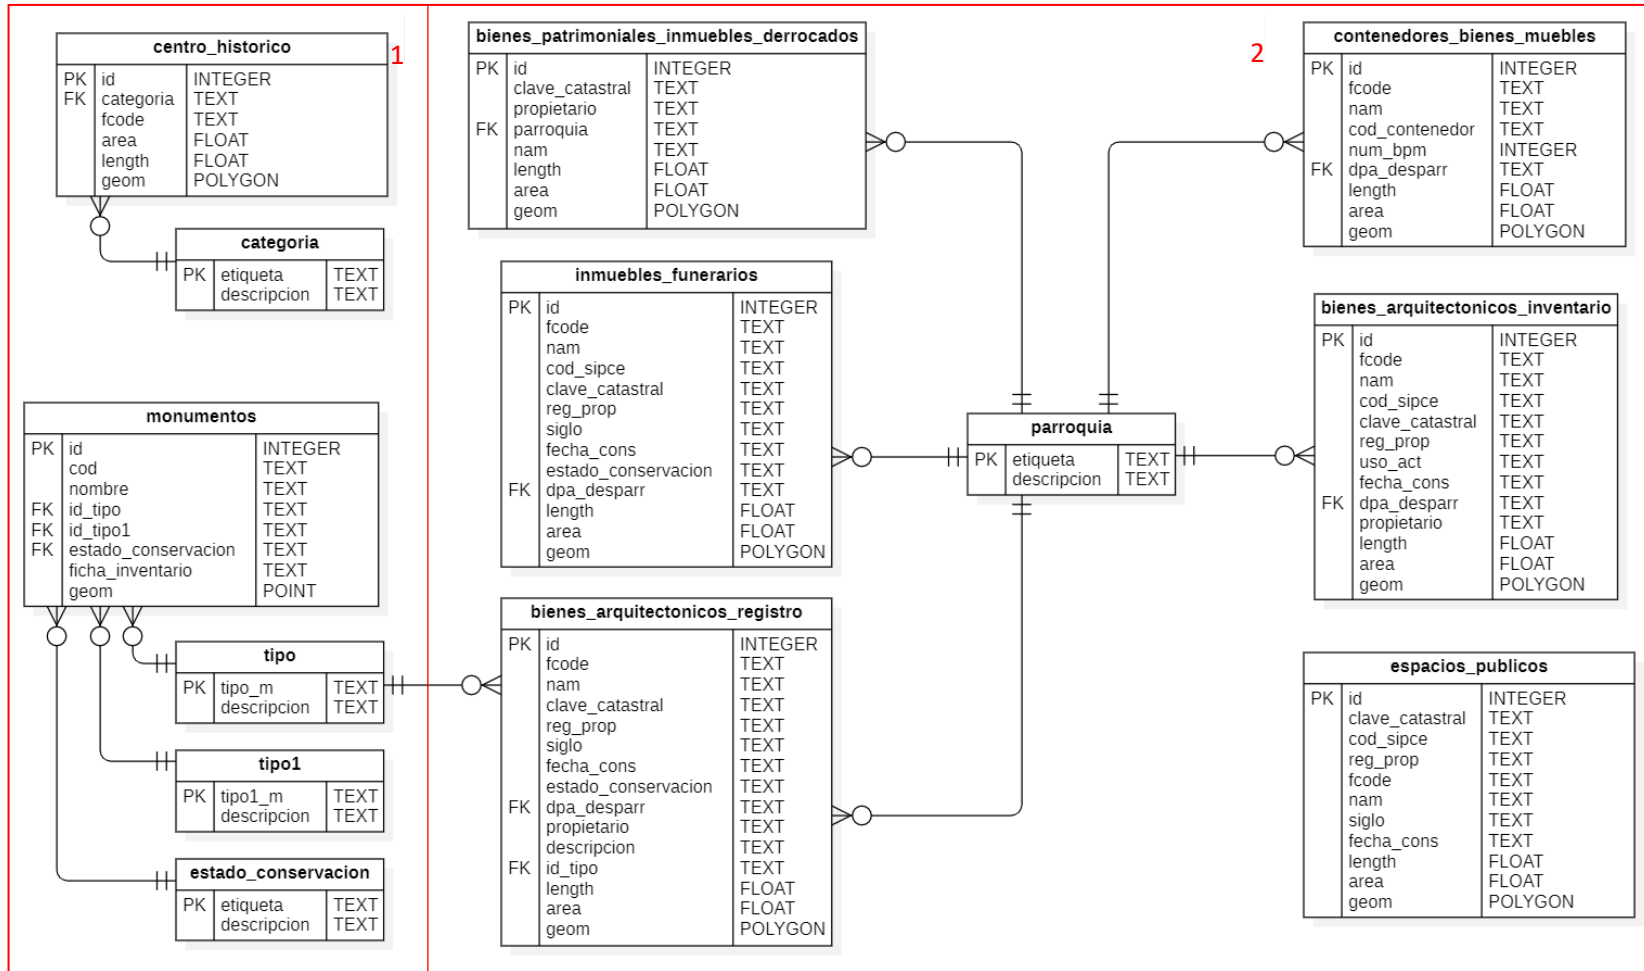 1
centro_historico
PK id INTEGER
FK categoria TEXT
fcode TEXT
area FLOAT
length FLOAT
geom POLYGON
categoría
PK etiqueta TEXT
descripcion TEXT
monumentos
PK id INTEGER
cod TEXT
nombre TEXT
FK id_tipo TEXT
FK id_tipo1 TEXT
FK estado_conservacion TEXT
ficha_inventario TEXT
geom POINT
tipo
PK tipo_m TEXT
descripcion TEXT
tipo1
PK tipo1_m TEXT
descripcion TEXT
estado_conservacion
PK etiqueta TEXT
descripcion TEXT
2
bienes_patrimoniales_inmuebles_derrocados
PK id INTEGER
clave_catastral TEXT
propietario TEXT
FK parroquia TEXT
nam TEXT
length FLOAT
area FLOAT
geom POLYGON
inmuebles_funerarios
PK id INTEGER
fcode TEXT
nam TEXT
cod_sipce TEXT
clave_catastral TEXT
reg_prop TEXT
siglo TEXT
fecha_cons TEXT
estado_conservacion TEXT
FK dpa_desparr TEXT
length FLOAT
area FLOAT
geom POLYGON
bienes_arquitectonicos_registro
PK id INTEGER
fcode TEXT
nam TEXT
clave_catastral TEXT
reg_prop TEXT
siglo TEXT
fecha_cons TEXT
estado_conservacion TEXT
FK dpa_desparr TEXT
propietario TEXT
descripcion TEXT
FK id_tipo TEXT
length FLOAT
area FLOAT
geom POLYGON
parroquia
PK etiqueta TEXT
descripcion TEXT
contenedores_bienes_muebles
PK id INTEGER
fcode TEXT
nam TEXT
cod_contenedor TEXT
num_bpm INTEGER
FK dpa_desparr TEXT
length FLOAT
area FLOAT
geom POLYGON
bienes_arquitectonicos_inventario
PK id INTEGER
fcode TEXT
nam TEXT
cod_sipce TEXT
clave_catastral TEXT
reg_prop TEXT
uso_act TEXT
fecha_cons TEXT
FK dpa_desparr TEXT
propietario TEXT
length FLOAT
area FLOAT
geom POLYGON
espacios_publicos
PK id INTEGER
clave_catastral TEXT
cod_sipce TEXT
reg_prop TEXT
fcode TEXT
nam TEXT
siglo TEXT
fecha_cons TEXT
length FLOAT
area FLOAT
geom POLYGON